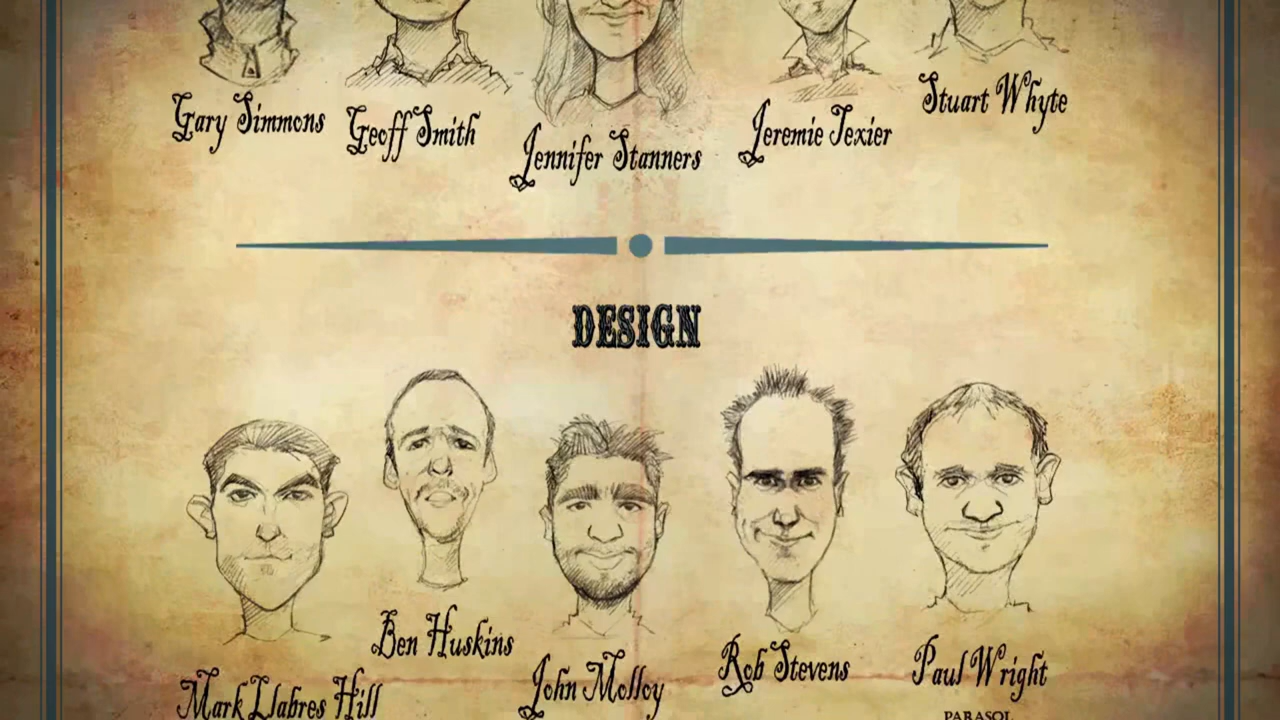 Gary Simmons
Geoff Smith
Jennifer Stanners
Jeremie Texier
Stuart Whyte
DESIGN
Mark Llabres Hill
Ben Huskins
John Molloy
Rob Stevens
Paul Wright
PARASOL